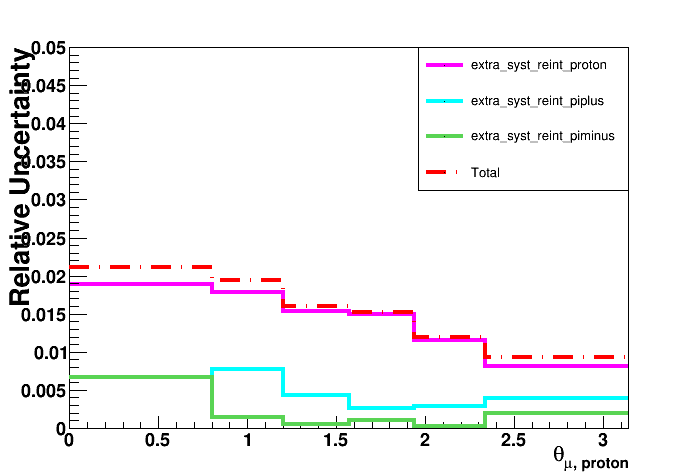 Relative Uncertainty
0.05
0.045
0.04
0.035
0.03
0.025
0.02
0.015
0.01
0.005
0
extra_syst_reint_proton
extra_syst_reint_piplus
extra_syst_reint_piminus
Total
0 0.5 1 1.5 2 2.5 3
θμ, proton